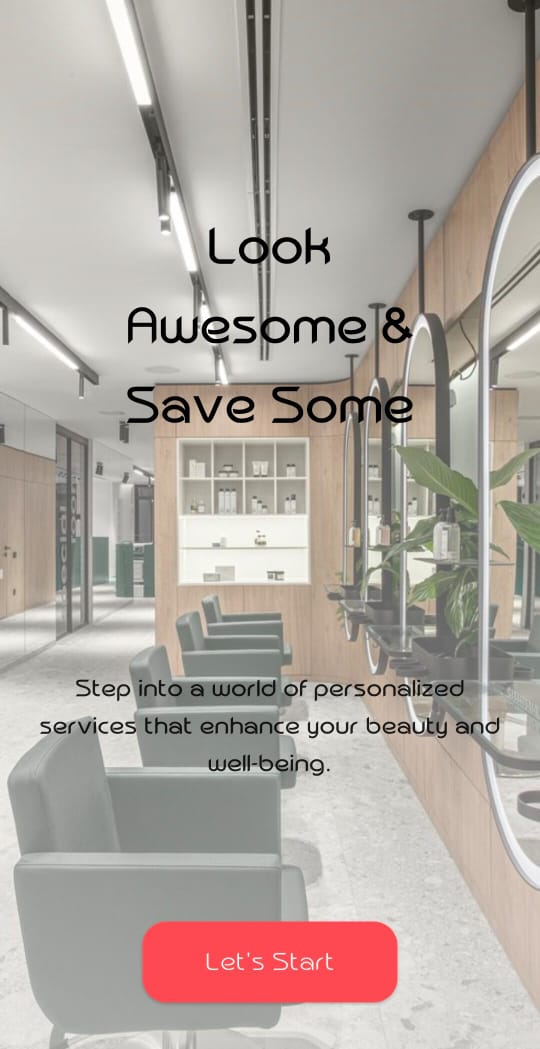 Look
Awesome &
Save Some
Step into a world of personalized
services that enhance your beauty and
well-being.
Let's Start